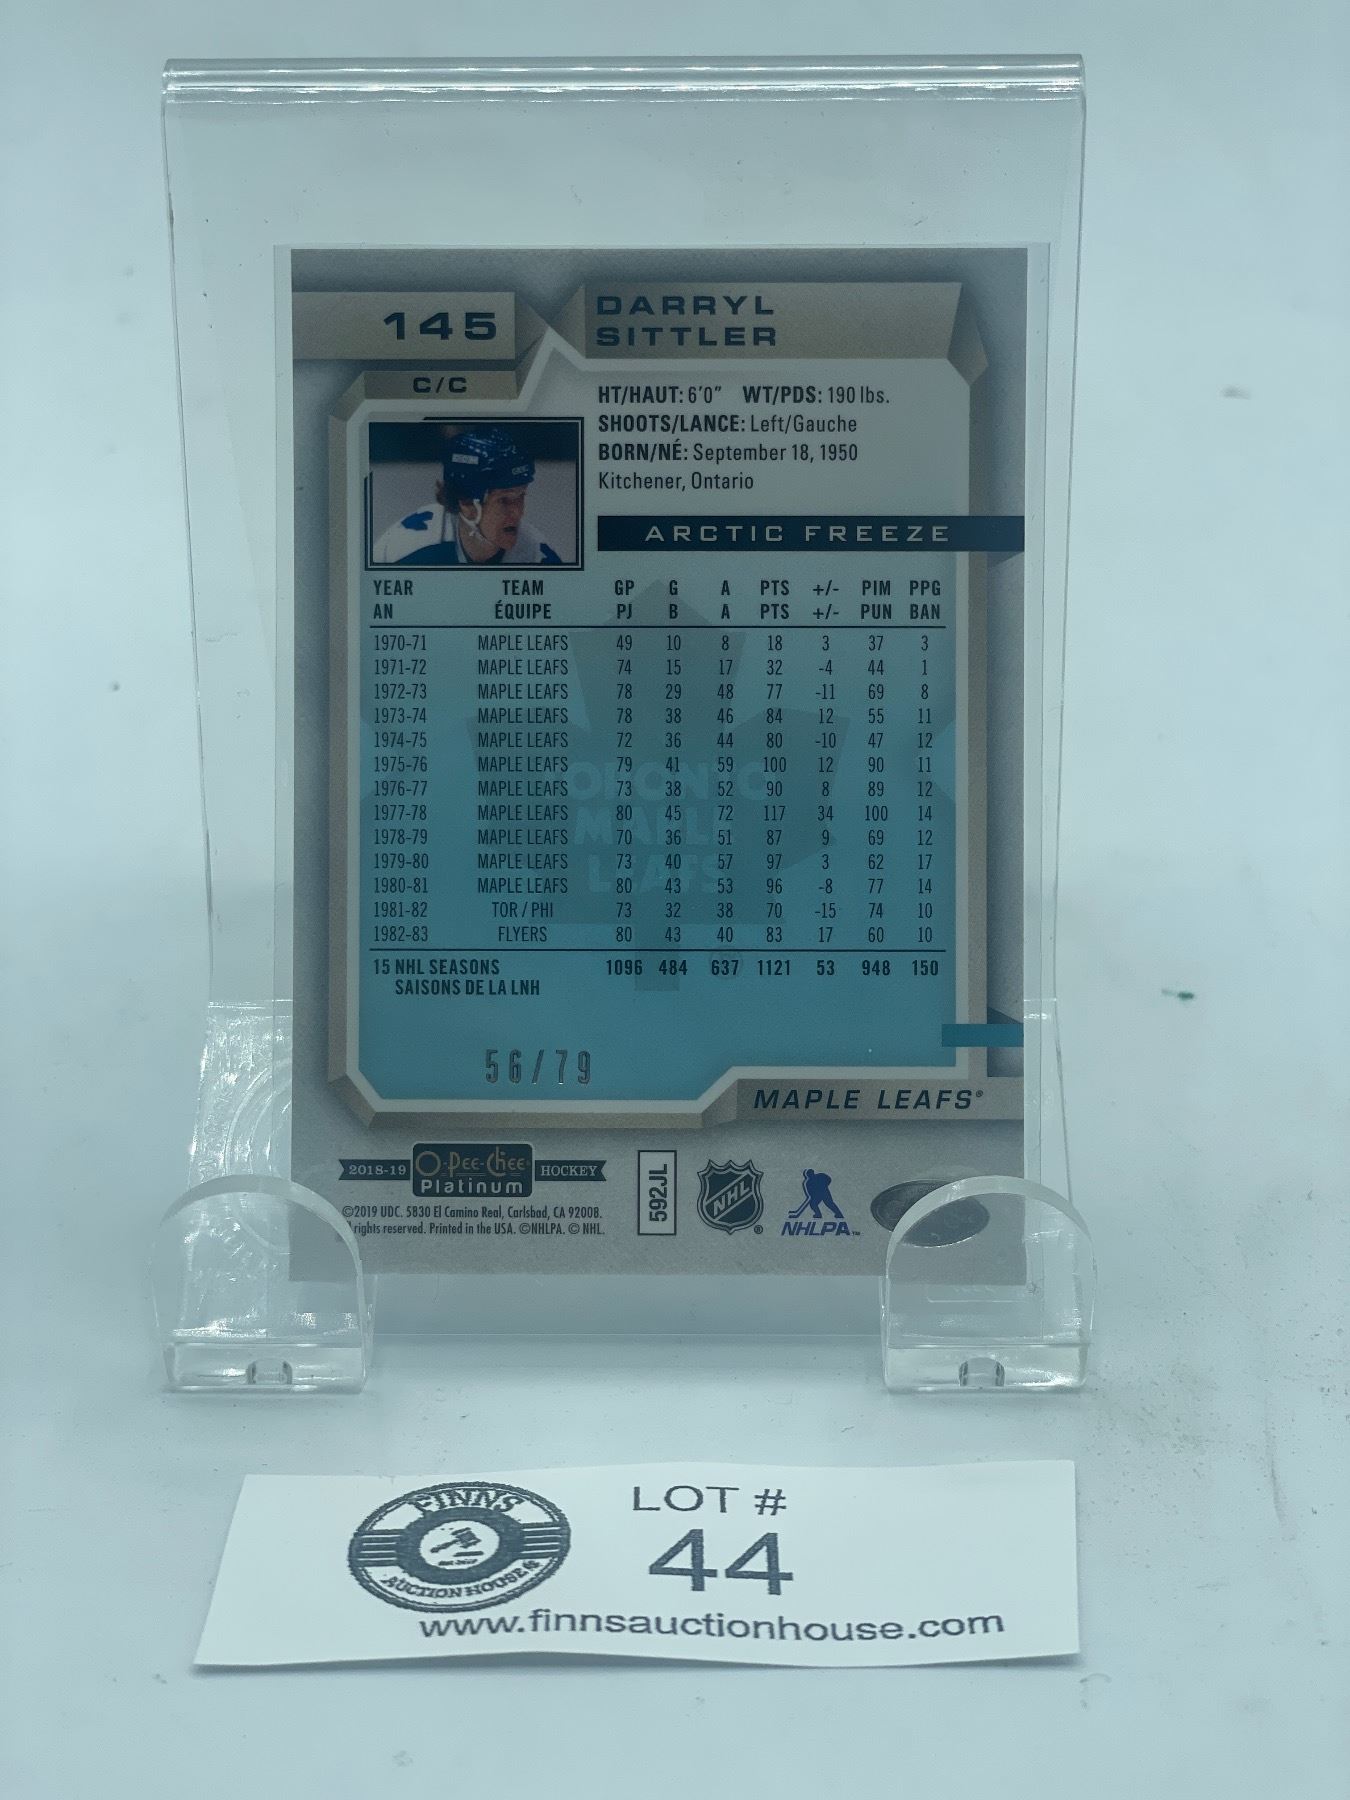 145
DARRYL
SITTLER
C/C
HT/HAUT: 6'0" WT/PDS: 190 lbs.
SHOOTS/LANCE: Left/Gauche
BORN/NÉ: September 18, 1950
Kitchener, Ontario
ARCTIC FREEZE
YEAR TEAM GP G A PTS +/- PIM PPG
AN ÉQUIPE PJ B A PTS +/- PUN BAN
1970-71 MAPLE LEAFS 49 10 8 18 3 37 3
1971-72 MAPLE LEAFS 74 15 17 32 -4 44 1
1972-73 MAPLE LEAFS 78 29 48 77 -11 69 8
1973-74 MAPLE LEAFS 78 38 46 84 12 55 11
1974-75 MAPLE LEAFS 72 36 44 80 -10 47 12
1975-76 MAPLE LEAFS 79 41 59 100 12 90 11
1976-77 MAPLE LEAFS 73 38 52 90 8 89 12
1977-78 MAPLE LEAFS 80 45 72 117 34 100 14
1978-79 MAPLE LEAFS 70 36 51 87 9 69 12
1979-80 MAPLE LEAFS 73 40 57 97 3 62 17
1980-81 MAPLE LEAFS 80 43 53 96 -8 77 14
1981-82 TOR / PHI 73 32 38 70 -15 74 10
1982-83 FLYERS 80 43 40 83 17 60 10
15 NHL SEASONS 1096 484 637 1121 53 948 150
SAISONS DE LA LNH
TORONTO
MAPLE
LEAFS
56/79
MAPLE LEAFS®
2018-19 O-Pee-Chee HOCKEY
Platinum
©2019 UDC. 5830 El Camino Real, Carlsbad, CA 92008.
rights reserved. Printed in the USA. ©NHLPA. © NHL.
592JL
NHL®
NHLPA™
FINNS
AUCTION HOUSE
LOT #
44
www.finnsauctionhouse.com